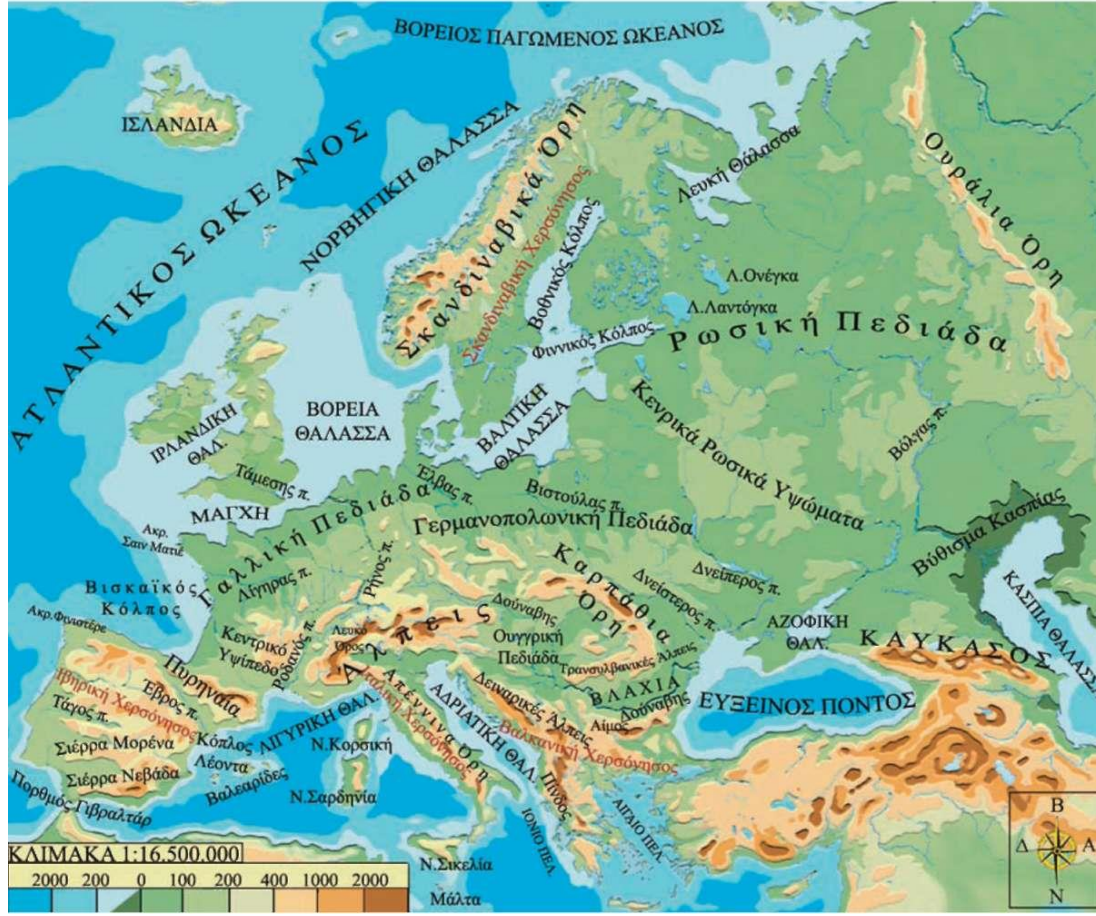 ΒΟΡΕΙΟΣ ΠΑΓΩΜΕΝΟΣ ΩΚΕΑΝΟΣ
ΙΣΛΑΝΔΙΑ
ΑΤΛΑΝΤΙΚΟΣ ΩΚΕΑΝΟΣ
ΝΟΡΒΗΓΙΚΗ ΘΑΛΑΣΣΑ
Σκανδιναβικά Όρη
Σκανδιναβική Χερσόνησος
Βοθνικός Κόλπος
Λευκή Θάλασσα
Ουράλια Όρη
Λ.Ονέγκα
Λ.Λαντόγκα
Φιννικός Κόλπος
Ρωσική Πεδιάδα
ΙΡΛΑΝΔΙΚΗ
ΘΑΛ.
ΒΟΡΕΙΑ
ΘΑΛΑΣΣΑ
ΒΑΛΤΙΚΗ
ΘΑΛΑΣΣΑ
Κενρικά Ρωσικά Υψώματα
Βόλγας π.
Τάμεσης π.
ΜΑΓΧΗ
Έλβας π.
Βιστούλας π.
Γαλλική Πεδιάδα
Γερμανοπολωνική Πεδιάδα
Βύθισμα Κασπίας
Ακρ.
Σαιν Ματιέ
Βισκαϊκός
Κόλπος
Λίγηρας π.
Ρήνος π.
Καρπάθια
Όρη
Δνείστερος π.
Δνείπερος π.
ΚΑΣΠΙΑ ΘΑΛΑΣΣΑ
Ακρ.Φινιστέρε
Κεντρικό
Υψίπεδο
Ροδανός π.
Λευκό
Όρος
Άλπεις
Δούναβης
Ουγγρική
Πεδιάδα
Τρανσυλβανικές Άλπεις
ΑΖΟΦΙΚΗ
ΘΑΛ.
ΚΑΥΚΑΣΟΣ
Πυρηναία
Ιβηρική Χερσόνησος
Έβρος π.
Τάγος π.
Σιέρρα Μορένα
Σιέρρα Νεβάδα
Κόπλος
Λέοντα
Βαλεαρίδες
Πορθμός Γιβραλτάρ
ΛΙΓΥΡΙΚΗ ΘΑΛ.
Ν.Κορσική
Ν.Σαρδηνία
Απέννινα Όρη
Ιταλική Χερσόνησος
ΑΔΡΙΑΤΙΚΗ ΘΑΛ.
Δειναρικές Άλπεις
ΒΛΑΧΙΑ
Δούναβης
Αίμος
Βαλκανική Χερσόνησος
ΕΥΞΕΙΝΟΣ ΠΟΝΤΟΣ
Πίνδος
ΙΟΝΙΟ ΠΕΛ.
ΑΙΓΑΙΟ ΠΕΛ.
Ν.Σικελία
Μάλτα
ΚΛΙΜΑΚΑ 1:16.500.000
2000 200 0 100 200 400 1000 2000
Β
Δ Α
Ν